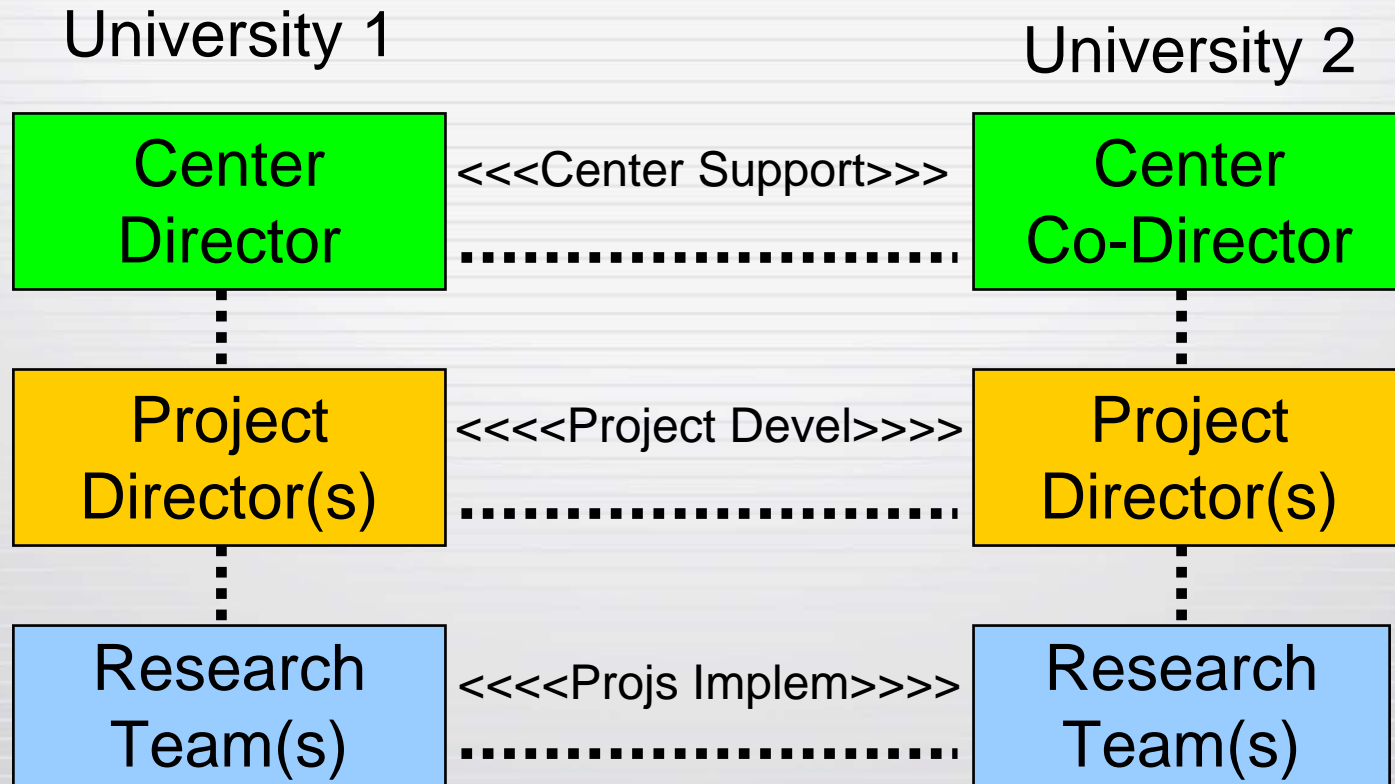 University 1
University 2
Center
Director
<<<Center Support>>>
Center
Co-Director
Project
Director(s)
<<<<Project Devel>>>>
Project
Director(s)
Research
Team(s)
<<<<Projs Implem>>>>
Research
Team(s)